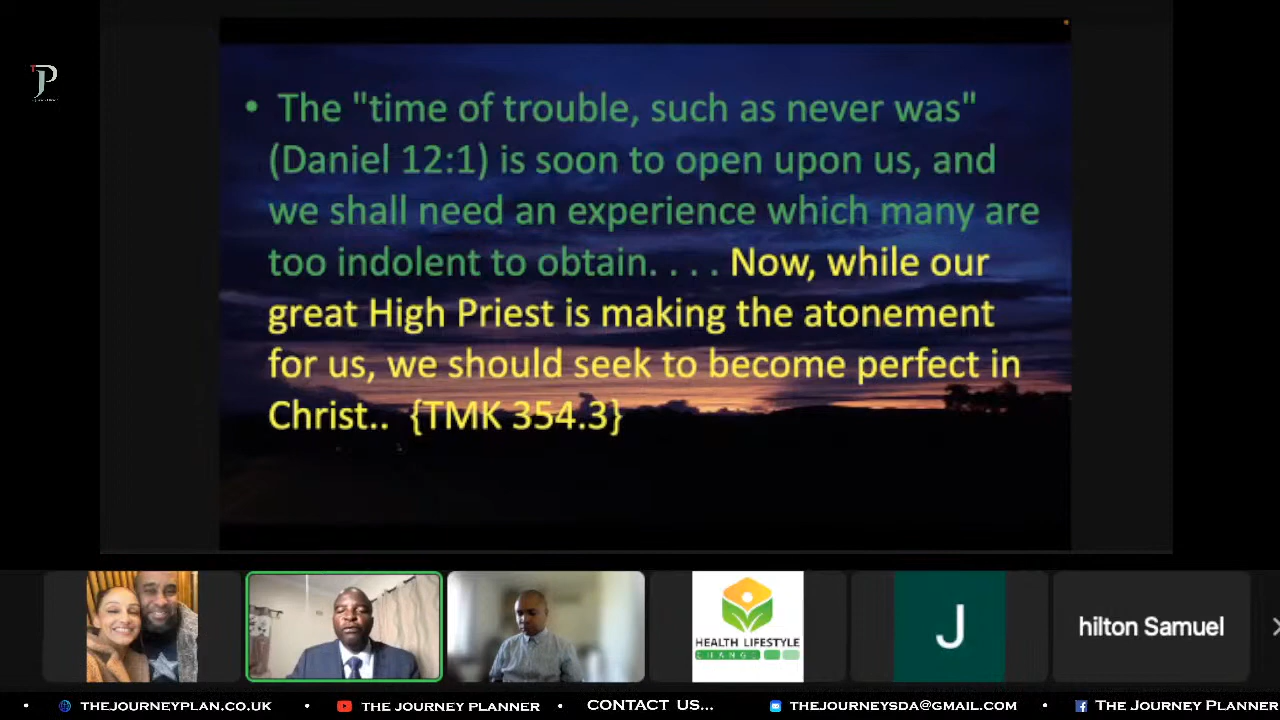 • The "time of trouble, such as never was"
(Daniel 12:1) is soon to open upon us, and
we shall need an experience which many are
too indolent to obtain. . . . Now, while our
great High Priest is making the atonement
for us, we should seek to become perfect in
Christ.. {TMK 354.3}
HEALTH LIFESTYLE
CHANGE
J
hilton Samuel
• THEJOURNEYPLAN.CO.UK • THE JOURNEY PLANNER • CONTACT US... • THEJOURNEYSDA@GMAIL.COM • THE JOURNEY PLANNER